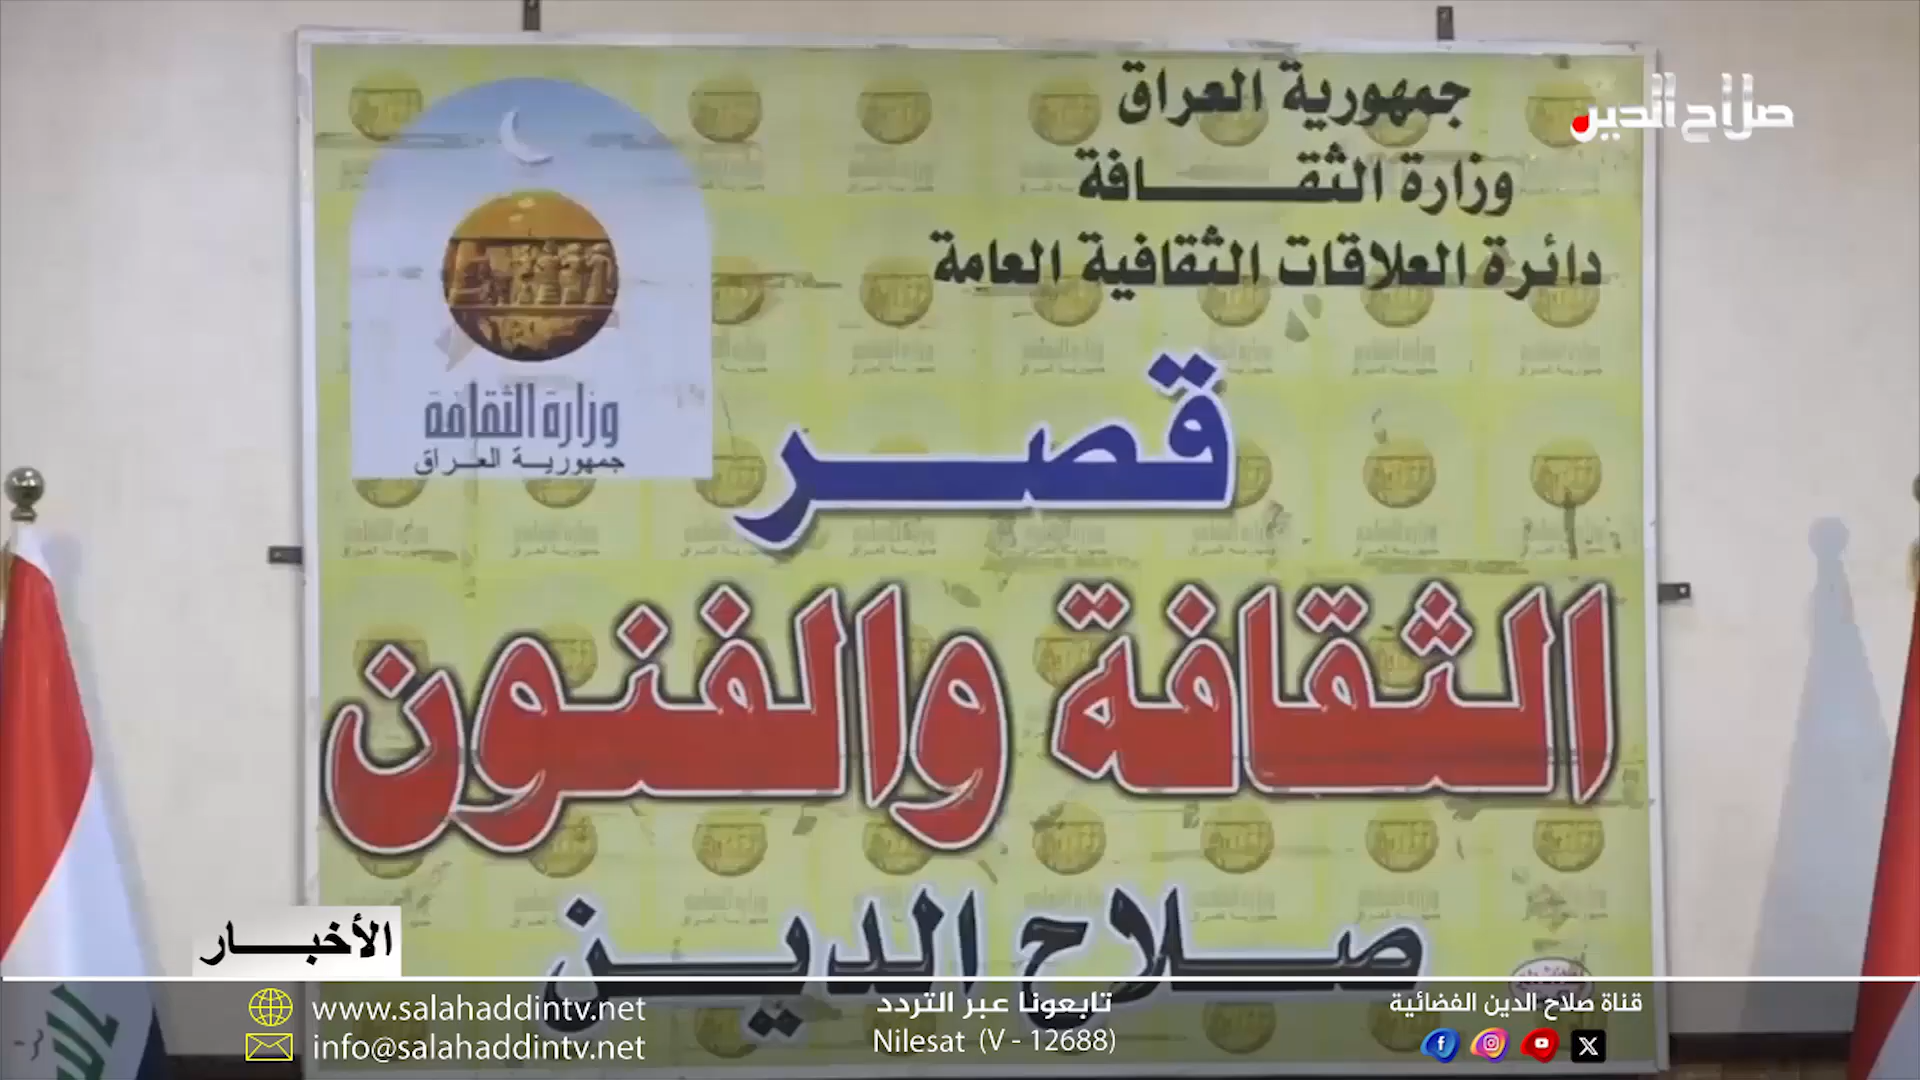 جمهورية العراق
وزارة الثقافة
دائرة العلاقات الثقافية العامة
وزارة الثقافة
جمهورية العراق
قصر
الثقافة والفنون
صلاح الدين
صلاح الدين
الأخبار
www.salahaddintv.net
info@salahaddintv.net
تابعونا عبر التردد
Nilesat (V - 12688)
قناة صلاح الدين الفضائية